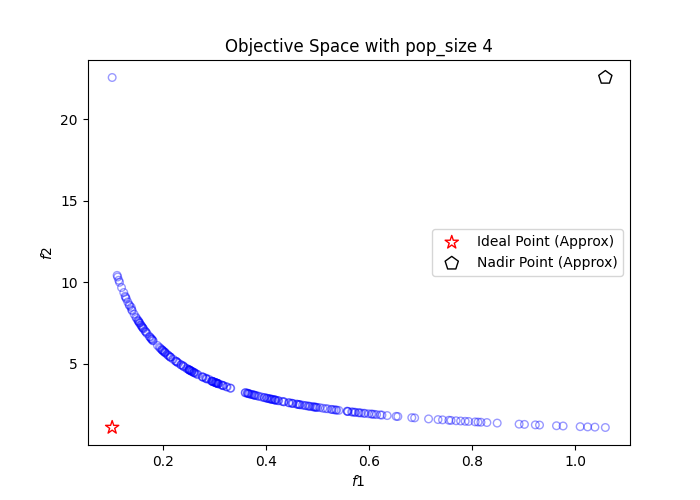 Objective Space with pop_size 4
f2
20
15
10
5
Ideal Point (Approx)
Nadir Point (Approx)
0.2
0.4
0.6
0.8
1.0
f1